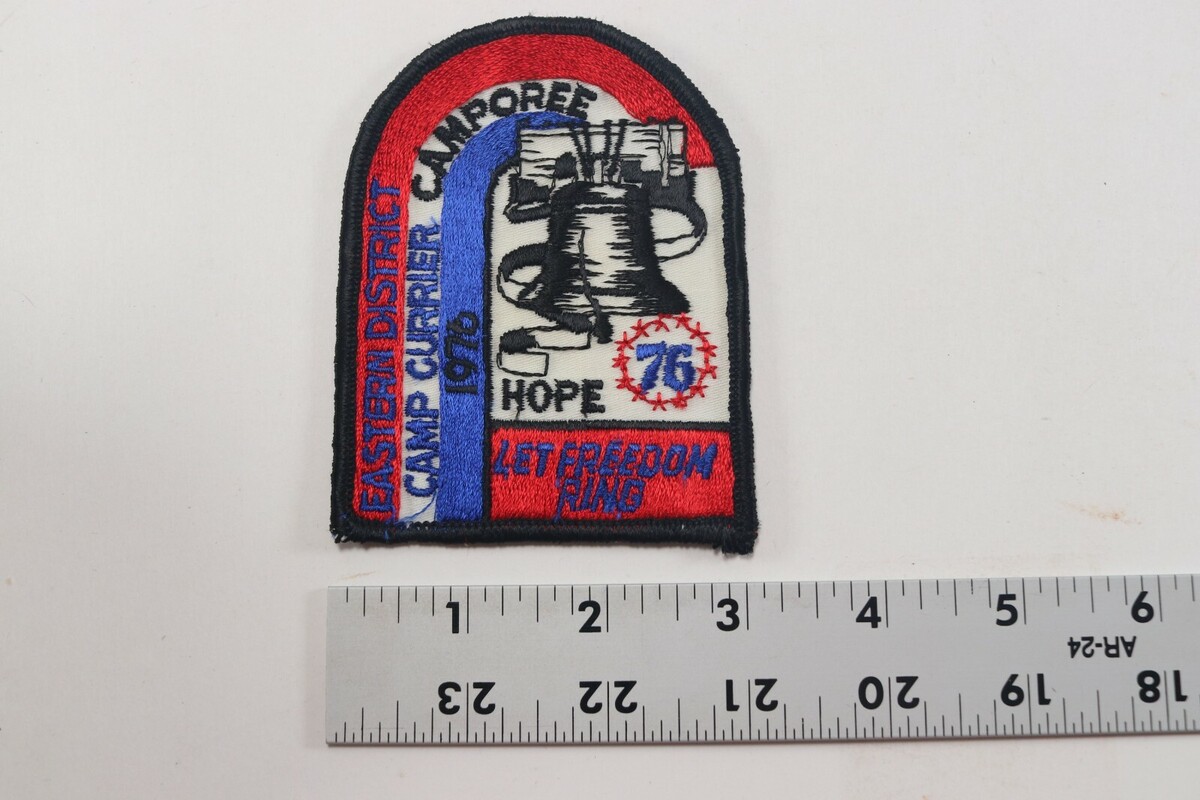 EASTERN DISTRICT
CAMP CURRIER CAMPOREE
1976
HOPE
76
LET FREEDOM
RING
1 2 3 4 5 6
AR-24
23 22 21 20 19 18